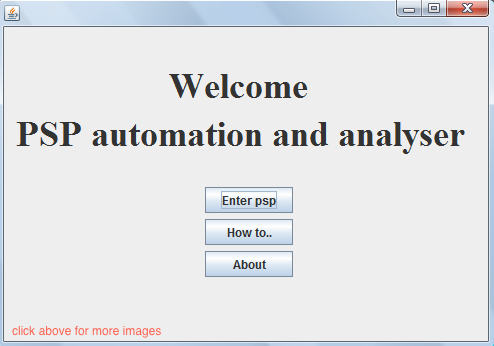 Welcome
PSP automation and analyser
Enter psp
How to..
About
click above for more images